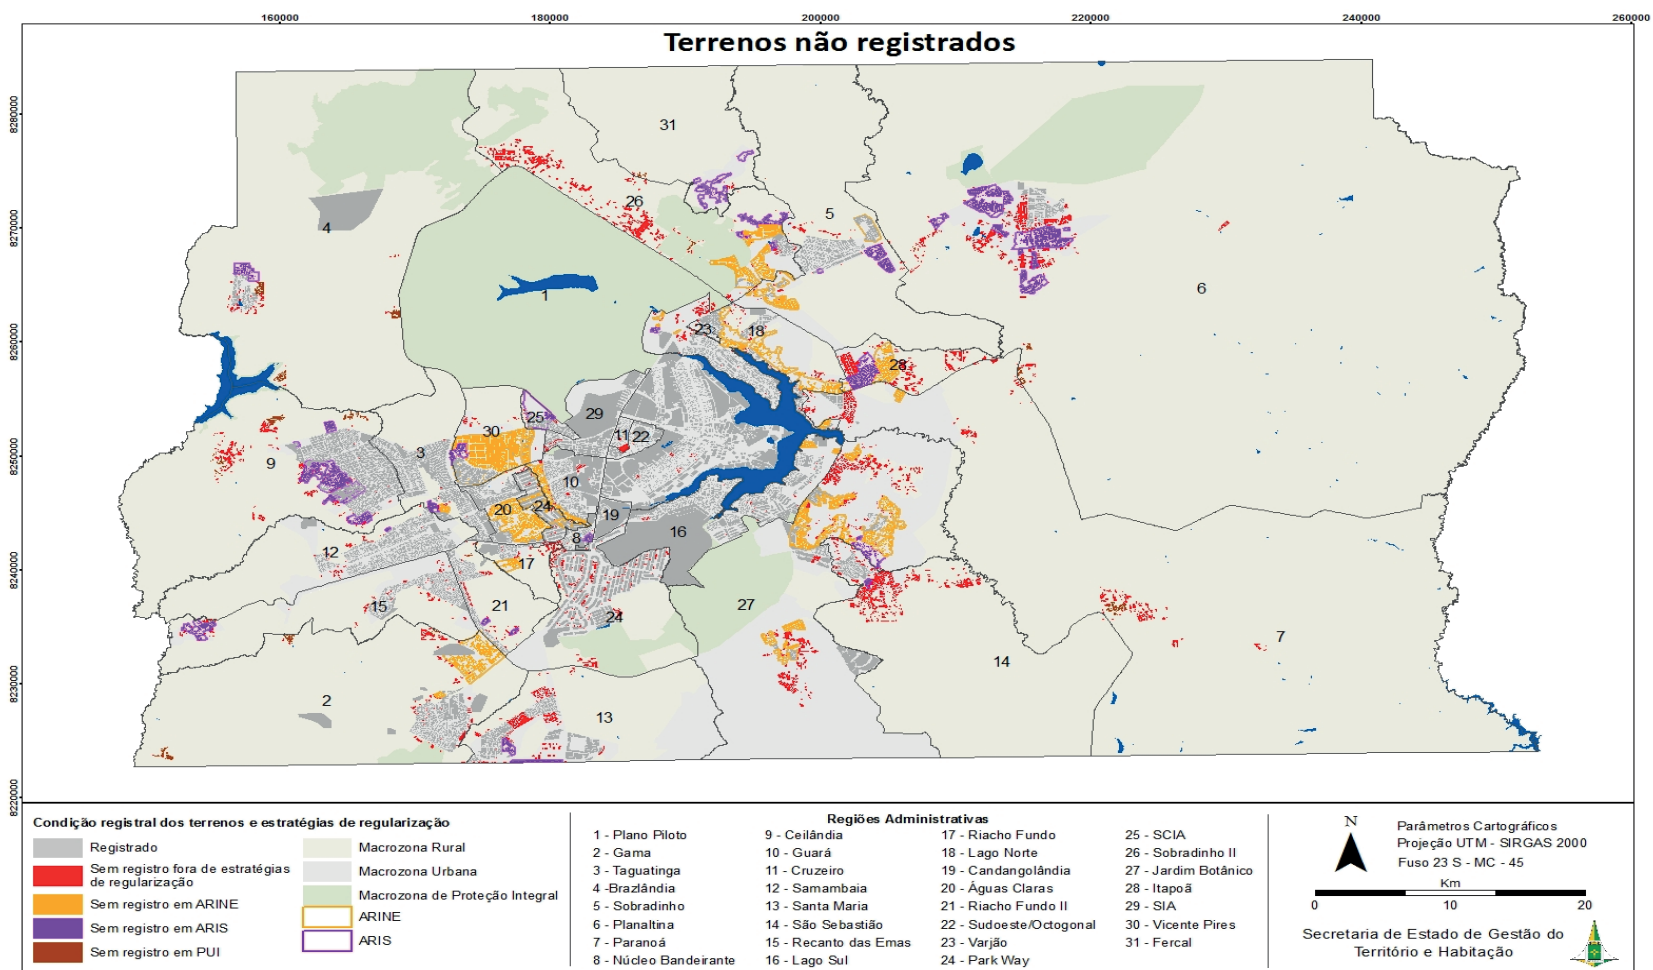 160000
180000
200000
220000
240000
260000
Terrenos não registrados
8280000
8270000
8260000
8250000
8240000
8230000
8220000
31
26
5
4
6
1
23
18
28
29
25
11
22
30
3
9
10
20
24
19
16
8
12
17
27
15
21
24
7
14
2
13
Condição registral dos terrenos e estratégias de regularização
Registrado
Sem registro fora de estratégias
de regularização
Sem registro em ARINE
Sem registro em ARIS
Sem registro em PUI
Macrozona Rural
Macrozona Urbana
Macrozona de Proteção Integral
ARINE
ARIS
Regiões Administrativas
1 - Plano Piloto
2 - Gama
3 - Taguatinga
4 -Brazlândia
5 - Sobradinho
6 - Planaltina
7 - Paranoá
8 - Núcleo Bandeirante
9 - Ceilândia
10 - Guará
11 - Cruzeiro
12 - Samambaia
13 - Santa Maria
14 - São Sebastião
15 - Recanto das Emas
16 - Lago Sul
17 - Riacho Fundo
18 - Lago Norte
19 - Candangolândia
20 - Águas Claras
21 - Riacho Fundo II
22 - Sudoeste/Octogonal
23 - Varjão
24 - Park Way
25 - SCIA
26 - Sobradinho II
27 - Jardim Botânico
28 - Itapoã
29 - SIA
30 - Vicente Pires
31 - Fercal
N
Parâmetros Cartográficos
Projeção UTM - SIRGAS 2000
Fuso 23 S - MC - 45
Km
0 10 20
Secretaria de Estado de Gestão do
Território e Habitação